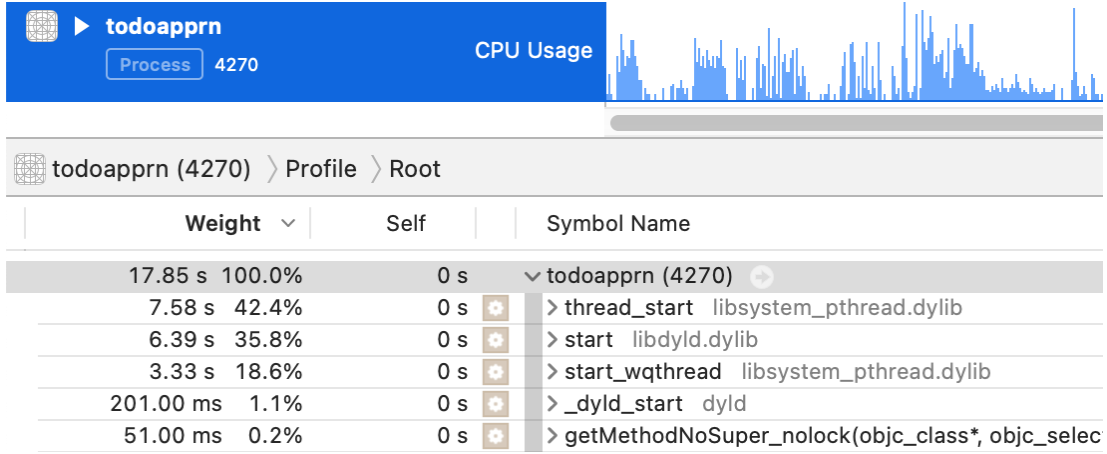 todoapprn
Process 4270
CPU Usage
todoapprn (4270) Profile Root
Weight Self Symbol Name
17.85 s 100.0% 0 s todoapprn (4270)
7.58 s 42.4% 0 s thread_start libsystem_pthread.dylib
6.39 s 35.8% 0 s start libdyld.dylib
3.33 s 18.6% 0 s start_wqthread libsystem_pthread.dylib
201.00 ms 1.1% 0 s _dyld_start dyld
51.00 ms 0.2% 0 s getMethodNoSuper_nolock(objc_class*, objc_selec